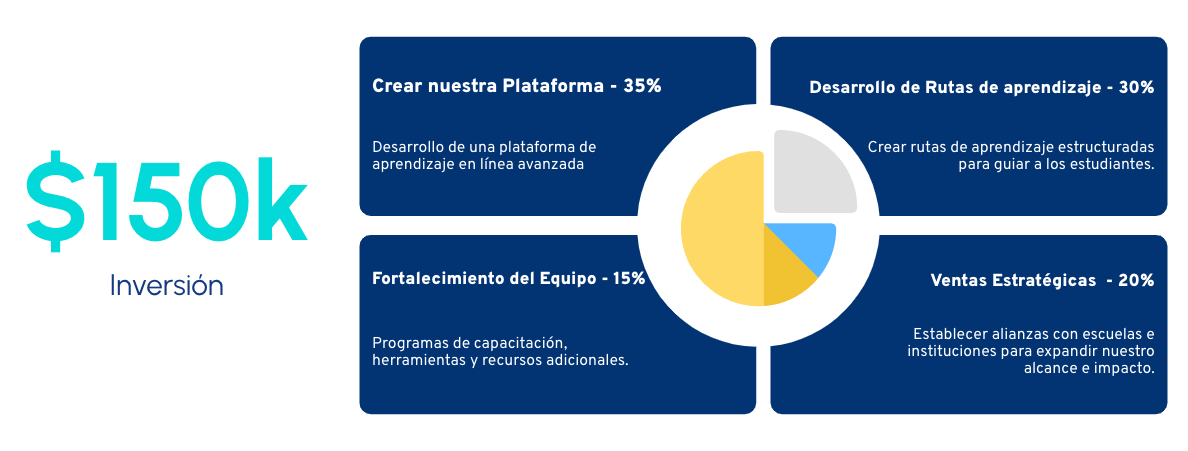 $150k
Inversión
Crear nuestra Plataforma - 35%
Desarrollo de una plataforma de
aprendizaje en línea avanzada
Desarrollo de Rutas de aprendizaje - 30%
Crear rutas de aprendizaje estructuradas
para guiar a los estudiantes.
Fortalecimiento del Equipo - 15%
Programas de capacitación,
herramientas y recursos adicionales.
Ventas Estratégicas - 20%
Establecer alianzas con escuelas e
instituciones para expandir nuestro
alcance e impacto.